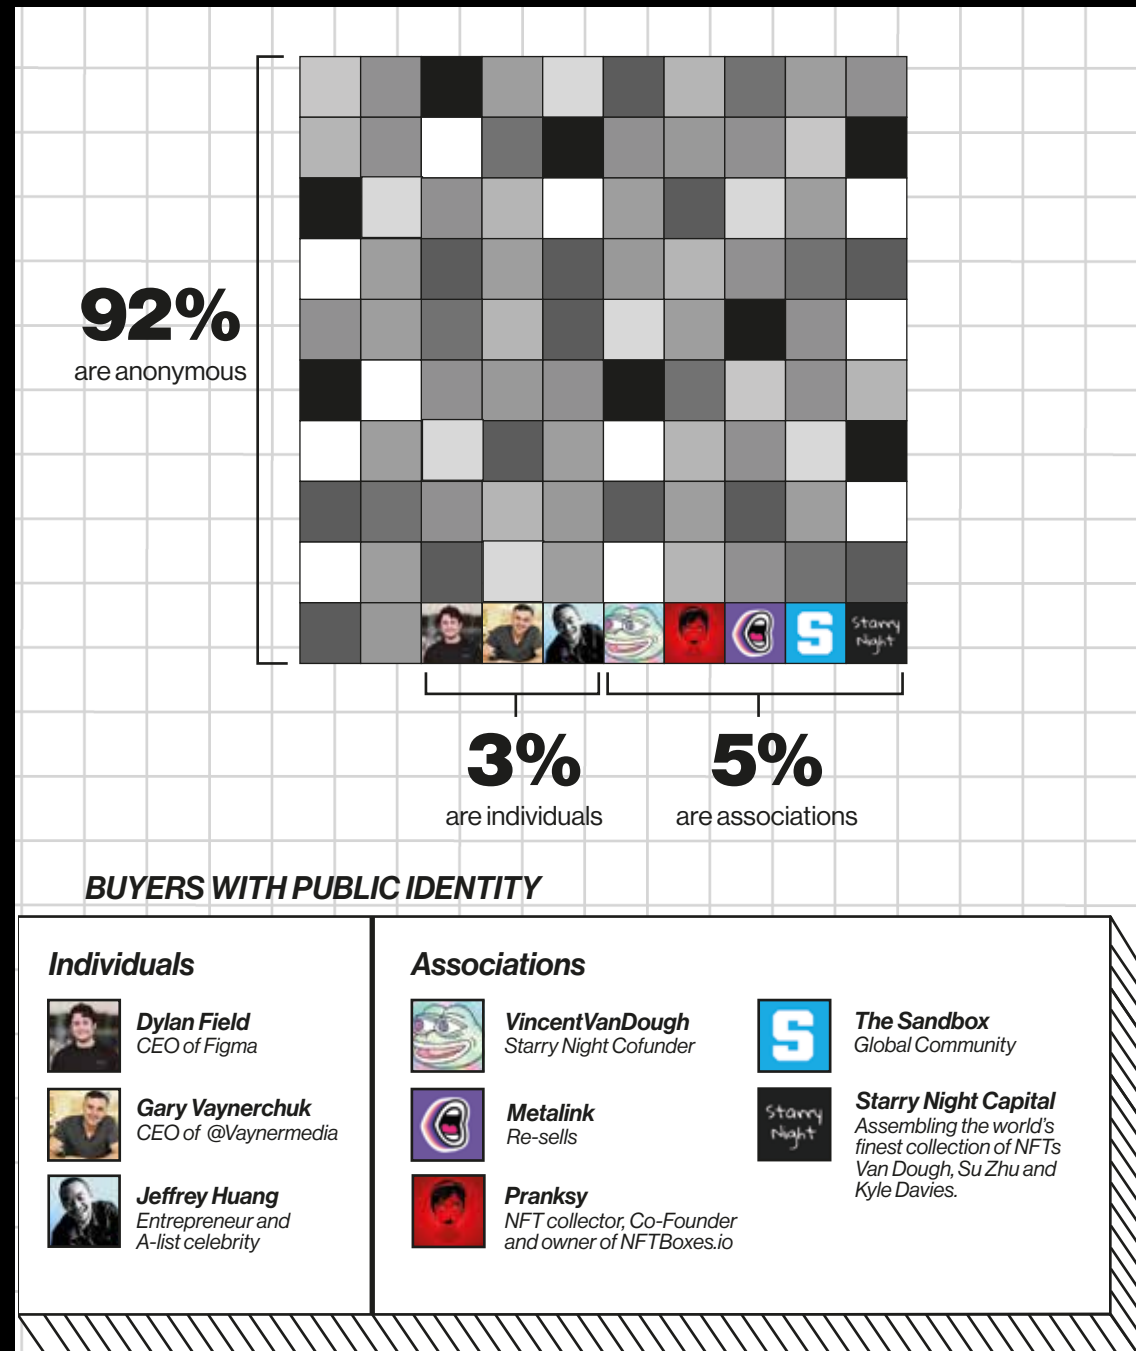 92%
are anonymous
S
Starry
Night
3%
are individuals
5%
are associations
BUYERS WITH PUBLIC IDENTITY
Individuals
Dylan Field
CEO of Figma
Gary Vaynerchuk
CEO of @Vaynermedia
Jeffrey Huang
Entrepreneur and
A-list celebrity
Associations
VincentVanDough
Starry Night Cofunder
Metalink
Re-sells
Pranksy
NFT collector, Co-Founder
and owner of NFTBoxes.io
S
The Sandbox
Global Community
Starry
Night
Starry Night Capital
Assembling the world's
finest collection of NFTs
Van Dough, Su Zhu and
Kyle Davies.